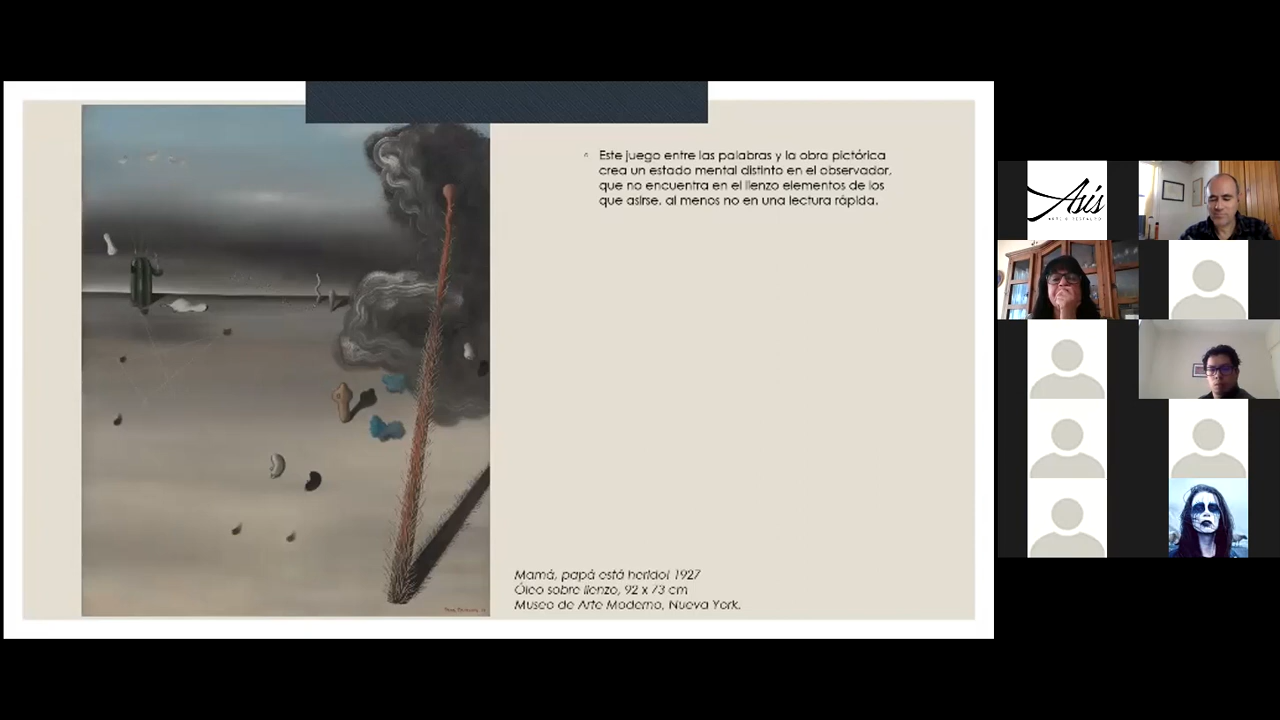 Este juego entre las palabras y la obra pictórica
crea un estado mental distinto en el observador,
que no encuentra en el lienzo elementos de los
que asirse, al menos no en una lectura rápida.
Mamá, papá está herido! 1927
Óleo sobre lienzo, 92 x 73 cm
Museo de Arte Moderno, Nueva York.
Asís